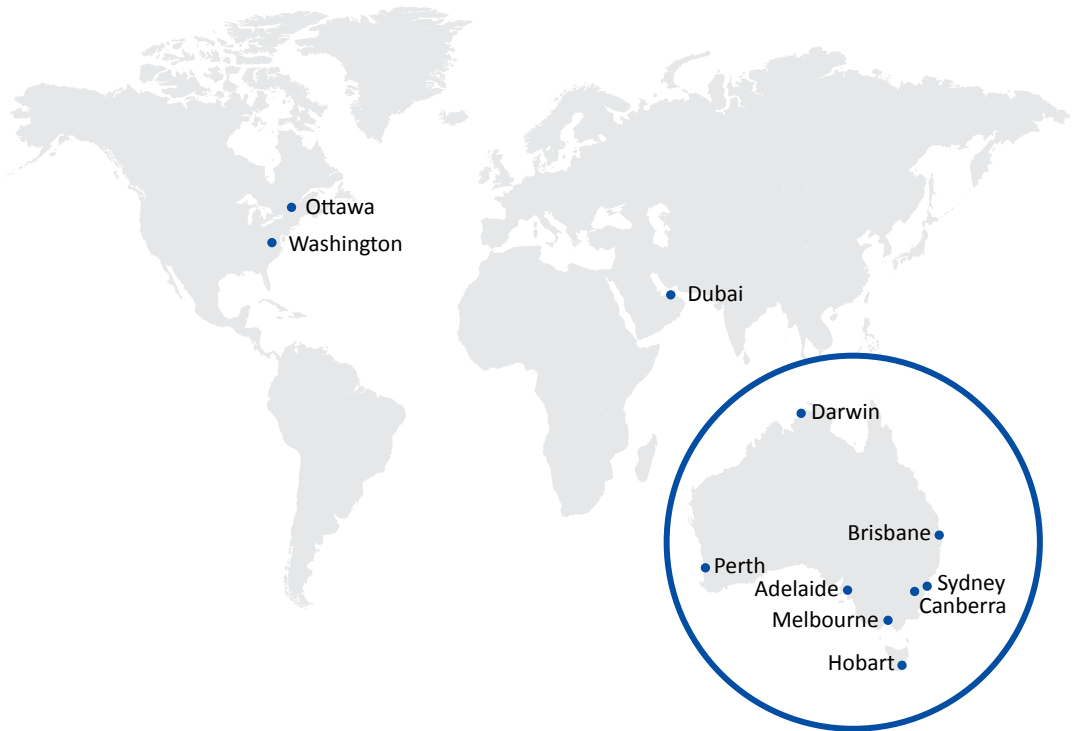 Ottawa
Washington
Dubai
Darwin
Brisbane
Perth
Adelaide
Sydney
Canberra
Melbourne
Hobart